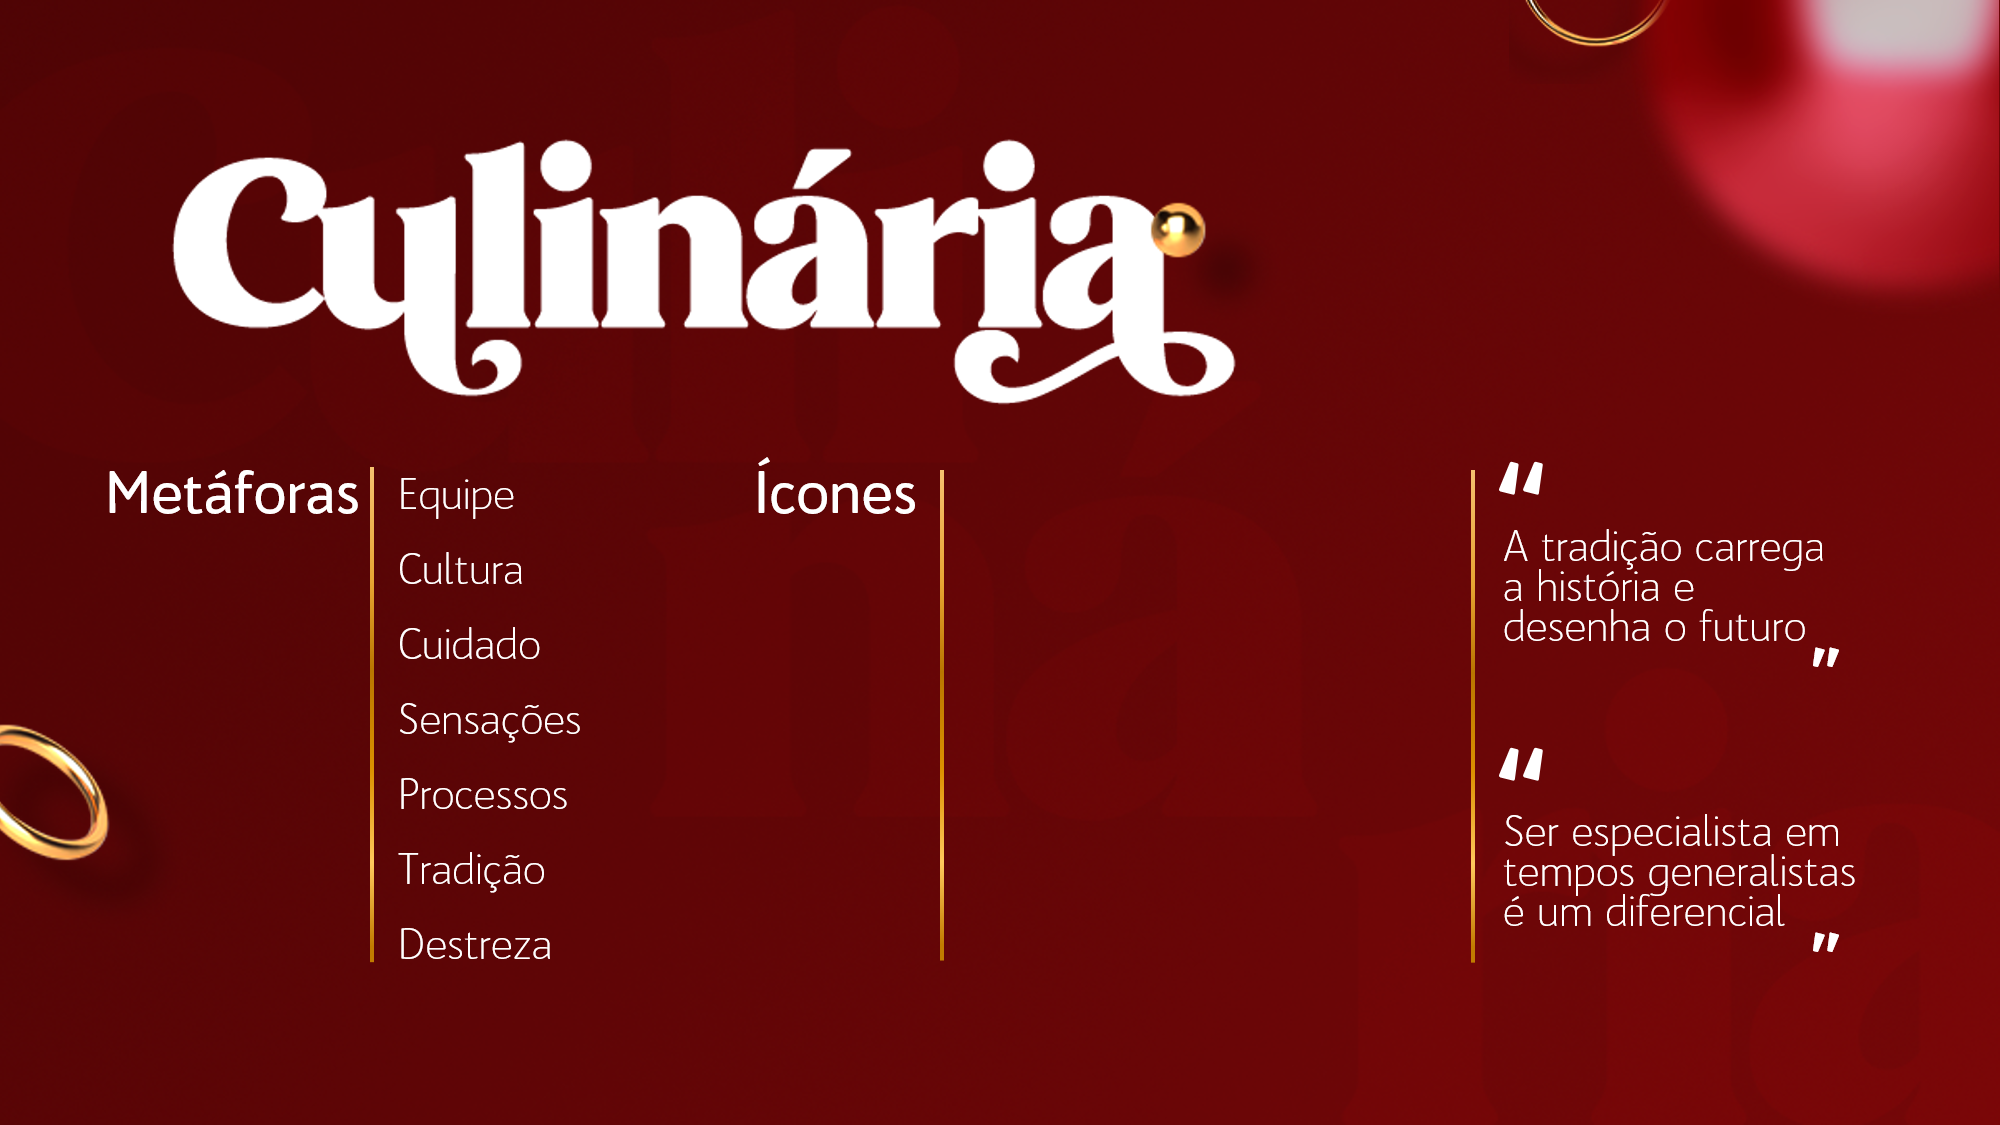 Culinária
Metáforas
Equipe
Cultura
Cuidado
Sensações
Processos
Tradição
Destreza
Ícones
“
A tradição carrega
a história e
desenha o futuro
”
“
Ser especialista em
tempos generalistas
é um diferencial
”